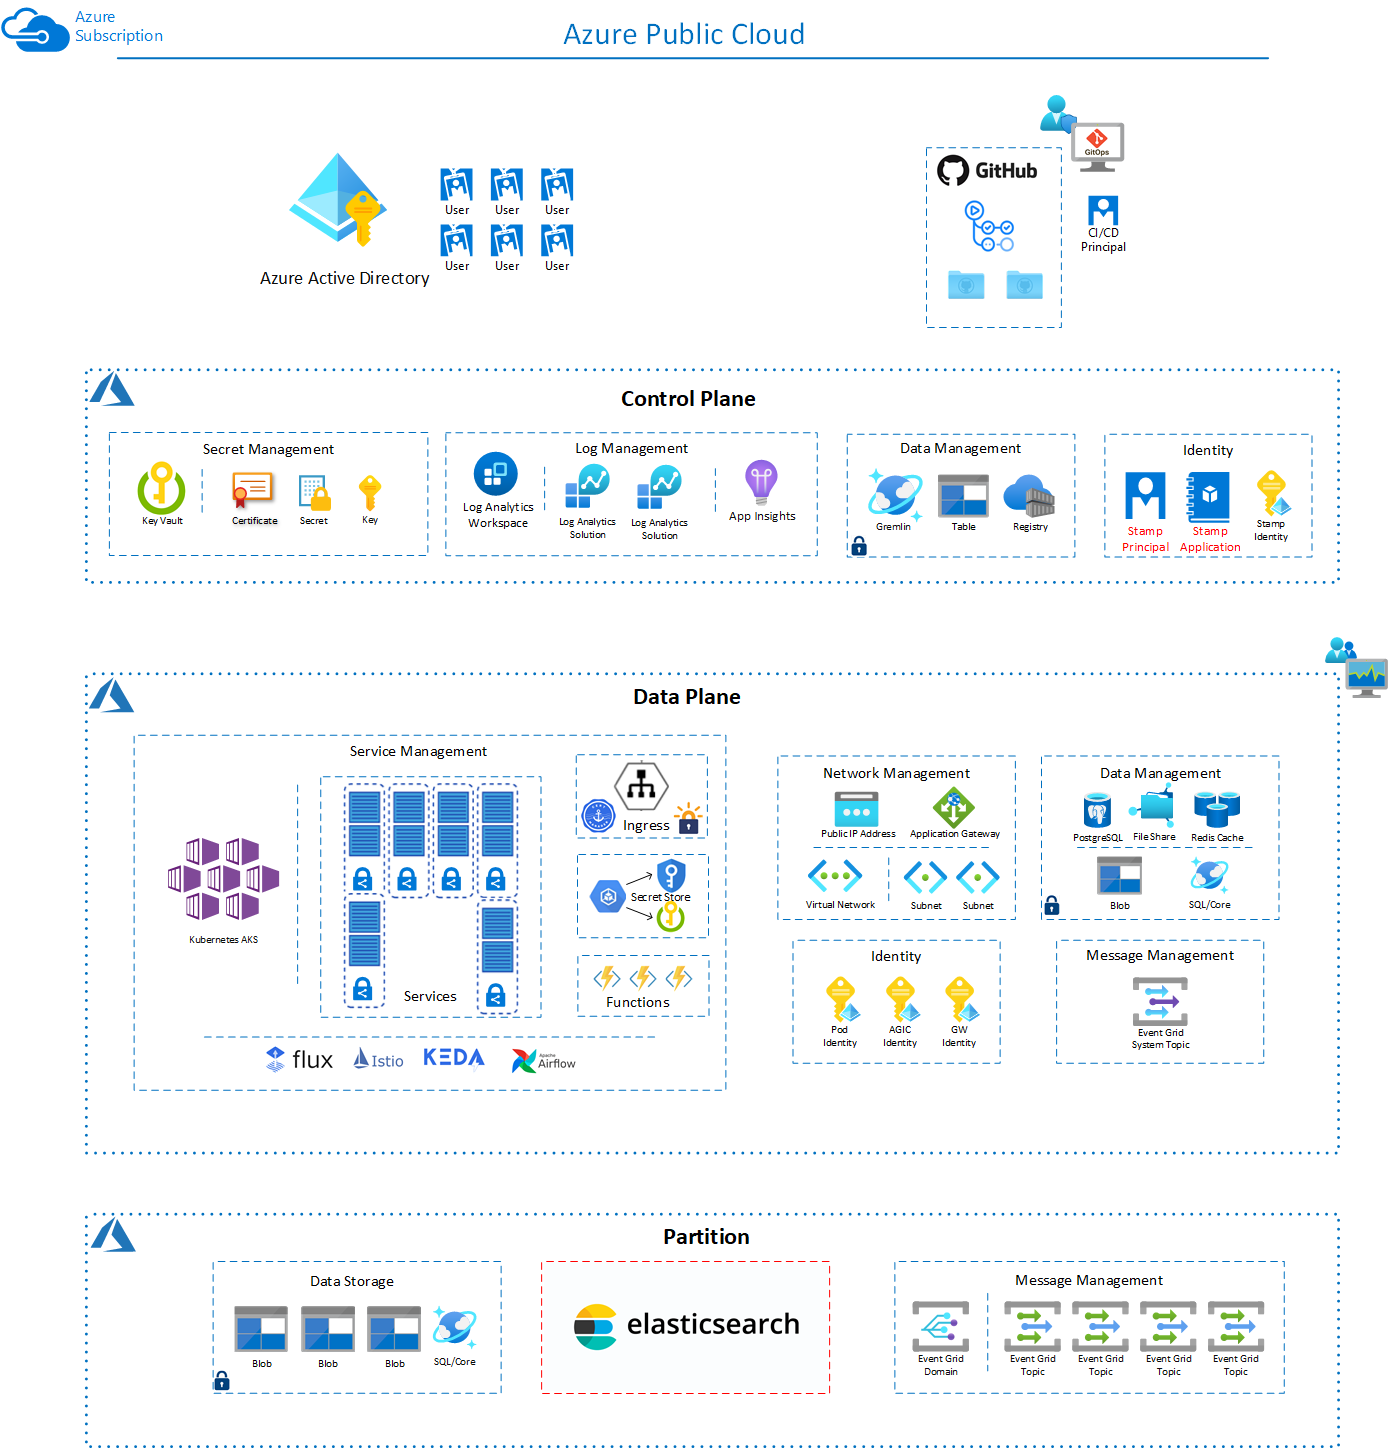 Azure
Subscription
Azure Public Cloud
GitOps
GitHub
User
User
User
CI/CD
Principal
User
User
User
Azure Active Directory
Control Plane
Secret Management
Key Vault
Certificate
Secret
Key
Log Management
Log Analytics
Workspace
Log Analytics
Solution
Log Analytics
Solution
App Insights
Data Management
Gremlin
Table
Registry
Identity
Stamp
Principal
Stamp
Application
Stamp
Identity
Data Plane
Service Management
Kubernetes AKS
Services
Ingress
Secret Store
Functions
flux
Istio
KEDA
Apache
Airflow
Network Management
Public IP Address
Application Gateway
Virtual Network
Subnet
Subnet
Data Management
PostgreSQL
File Share
Redis Cache
Blob
SQL/Core
Identity
Pod
Identity
AGIC
Identity
GW
Identity
Message Management
Event Grid
System Topic
Partition
Data Storage
Blob
Blob
Blob
SQL/Core
elasticsearch
Message Management
Event Grid
Domain
Event Grid
Topic
Event Grid
Topic
Event Grid
Topic
Event Grid
Topic